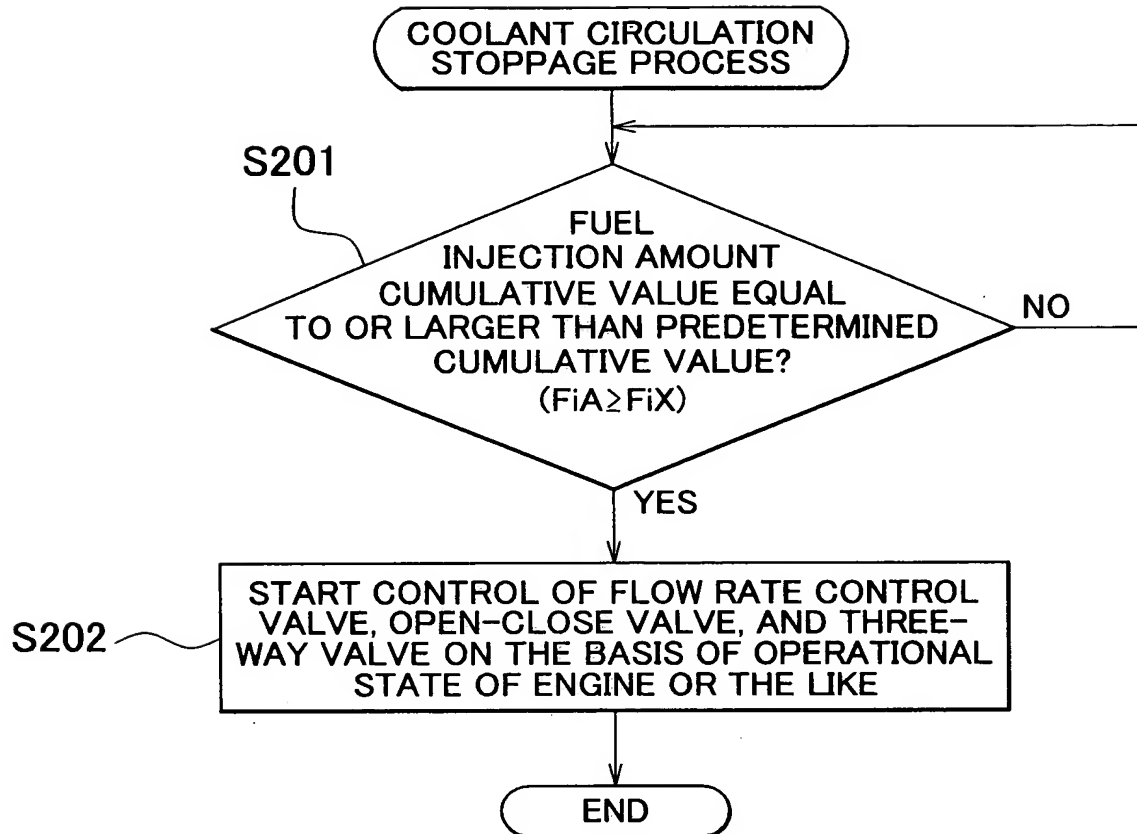 COOLANT CIRCULATION
STOPPAGE PROCESS
S201
FUEL
INJECTION AMOUNT
CUMULATIVE VALUE EQUAL
TO OR LARGER THAN PREDETERMINED
CUMULATIVE VALUE?
(FiA≥FiX)
NO
YES
S202
START CONTROL OF FLOW RATE CONTROL
VALVE, OPEN-CLOSE VALVE, AND THREE-
WAY VALVE ON THE BASIS OF OPERATIONAL
STATE OF ENGINE OR THE LIKE
END